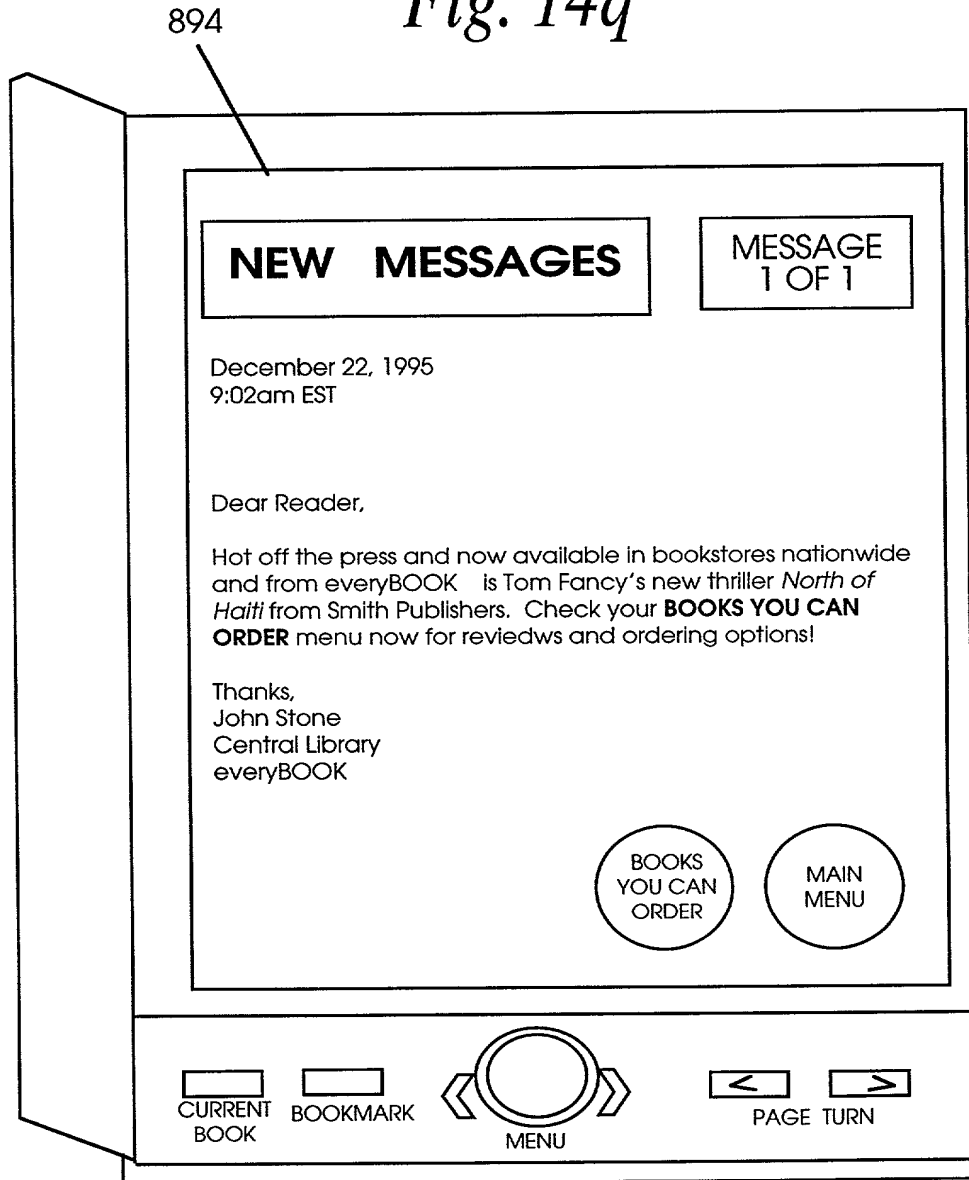 Fig. 14q
894
NEW MESSAGES
MESSAGE
1 OF 1
December 22, 1995
9:02am EST
Dear Reader,
Hot off the press and now available in bookstores nationwide
and from everyBOOK is Tom Fancy's new thriller North of
Haiti from Smith Publishers. Check your BOOKS YOU CAN
ORDER menu now for reviedws and ordering options!
Thanks,
John Stone
Central Library
everyBOOK
BOOKS
YOU CAN
ORDER
MAIN
MENU
CURRENT
BOOK
BOOKMARK
MENU
< >
PAGE TURN